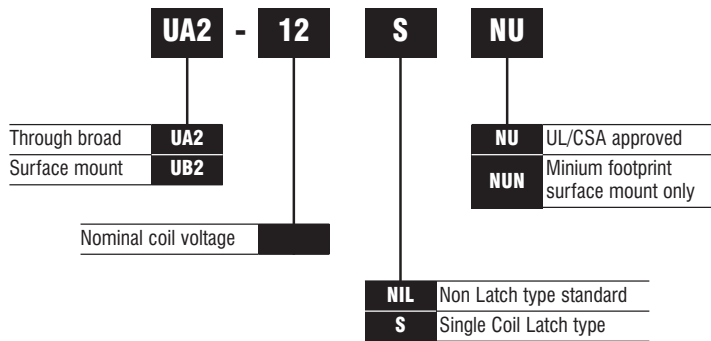 UA2 - 12 S NU
Through broad UA2
Surface mount UB2
NU UL/CSA approved
NUN Minium footprint
surface mount only
Nominal coil voltage
NIL Non Latch type standard
S Single Coil Latch type